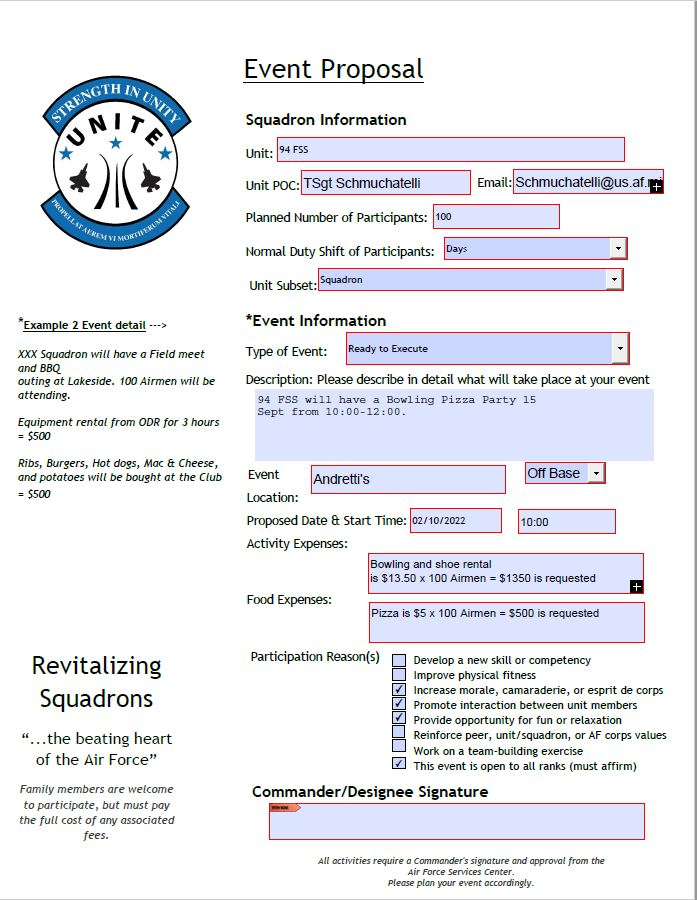 Event Proposal
STRENGTH IN UNITY
UNITE
PROPELLAT AEREM VI MORTIFERUM VITALI
Squadron Information
Unit: 94 FSS
Unit POC: TSgt Schmuchatelli Email: Schmuchatelli@us.af.
Planned Number of Participants: 100
Normal Duty Shift of Participants: Days
Unit Subset: Squadron
*Example 2 Event detail --->
XXX Squadron will have a Field meet
and BBQ
outing at Lakeside. 100 Airmen will be
attending.
Equipment rental from ODR for 3 hours
= $500
Ribs, Burgers, Hot dogs, Mac & Cheese,
and potatoes will be bought at the Club
= $500
*Event Information
Type of Event: Ready to Execute
Description: Please describe in detail what will take place at your event
94 FSS will have a Bowling Pizza Party 15
Sept from 10:00-12:00.
Event
Location: Andretti's Off Base
Proposed Date & Start Time: 02/10/2022 10:00
Activity Expenses:
Bowling and shoe rental
is $13.50 x 100 Airmen = $1350 is requested
Food Expenses:
Pizza is $5 x 100 Airmen = $500 is requested
Participation Reason(s)
Develop a new skill or competency
Improve physical fitness
✓ Increase morale, camaraderie, or esprit de corps
✓ Promote interaction between unit members
✓ Provide opportunity for fun or relaxation
Reinforce peer, unit/squadron, or AF corps values
Work on a team-building exercise
✓ This event is open to all ranks (must affirm)
Revitalizing
Squadrons
“...the beating heart
of the Air Force”
Family members are welcome
to participate, but must pay
the full cost of any associated
fees.
Commander/Designee Signature
All activities require a Commander's signature and approval from the
Air Force Services Center.
Please plan your event accordingly.